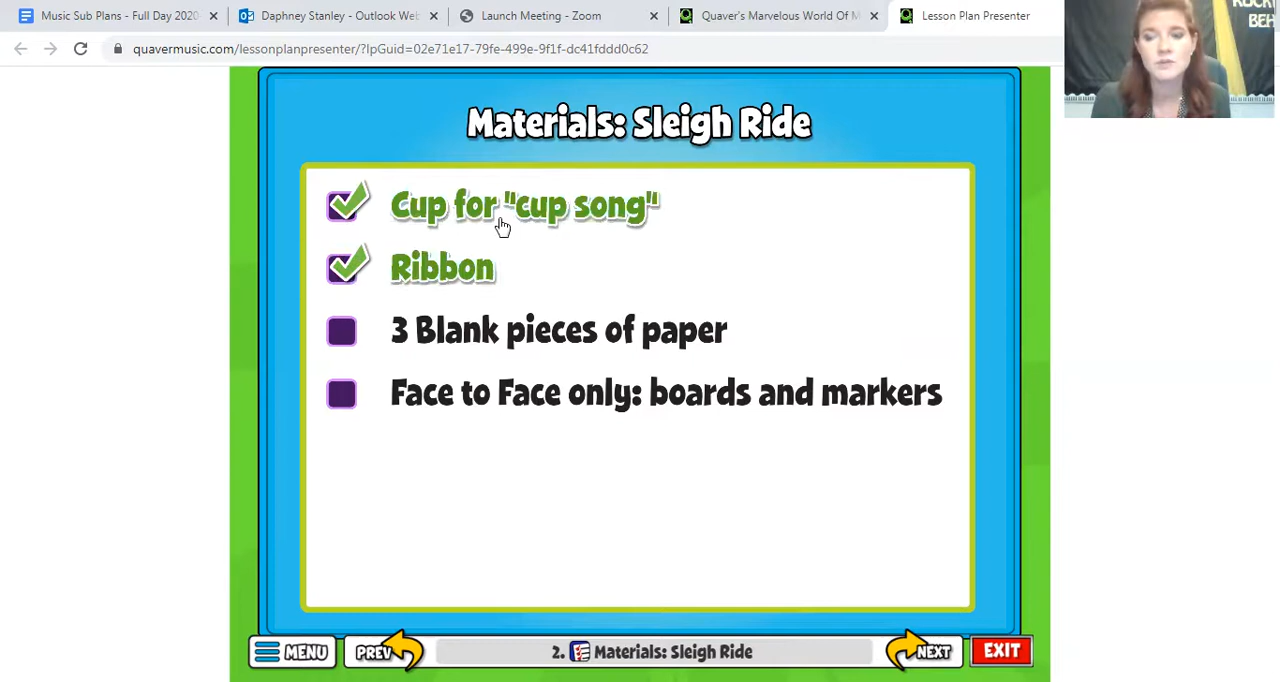 Music Sub Plans - Full Day 2020-
Daphney Stanley - Outlook Web
Launch Meeting - Zoom
Quaver's Marvelous World Of M
Lesson Plan Presenter
quavermusic.com/lessonplanpresenter/?lpGuid=02e71e17-79fe-499e-9f1f-dc41fddd0c62
Materials: Sleigh Ride
Cup for "cup song"
Ribbon
3 Blank pieces of paper
Face to Face only: boards and markers
MENU
PREV
2. Materials: Sleigh Ride
NEXT
EXIT